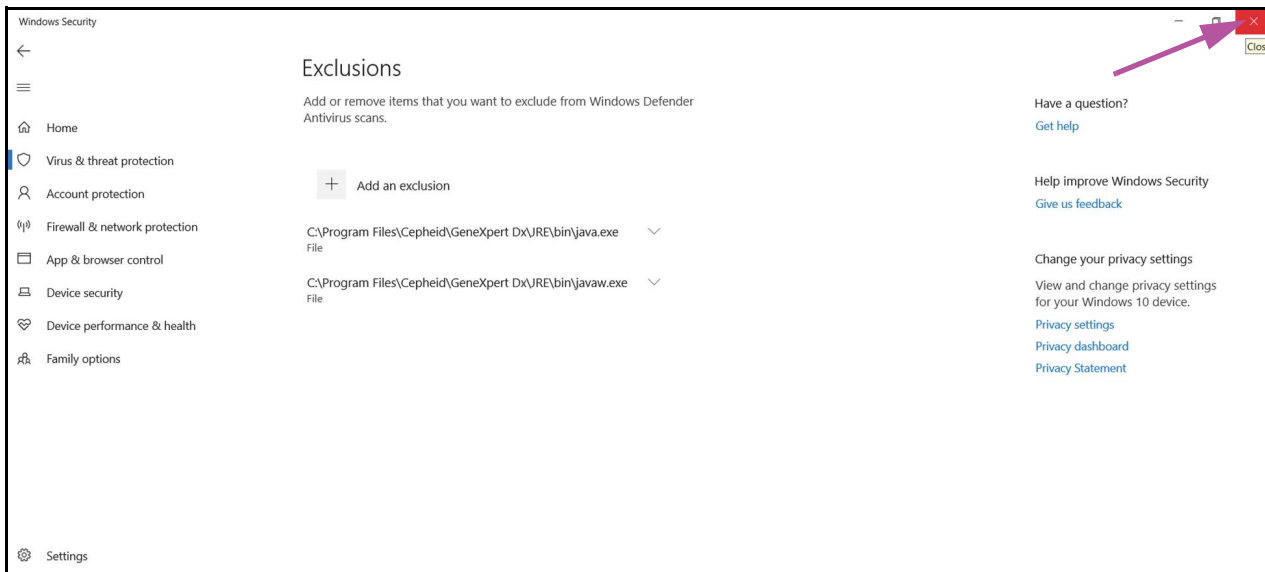 Windows Security
Clos
Exclusions
Add or remove items that you want to exclude from Windows Defender
Antivirus scans.
Add an exclusion
C:\Program Files\Cepheid\GeneXpert Dx\JRE\bin\java.exe
File
C:\Program Files\Cepheid\GeneXpert Dx\JRE\bin\javaw.exe
File
Home
Virus & threat protection
Account protection
Firewall & network protection
App & browser control
Device security
Device performance & health
Family options
Settings
Have a question?
Get help
Help improve Windows Security
Give us feedback
Change your privacy settings
View and change privacy settings
for your Windows 10 device.
Privacy settings
Privacy dashboard
Privacy Statement